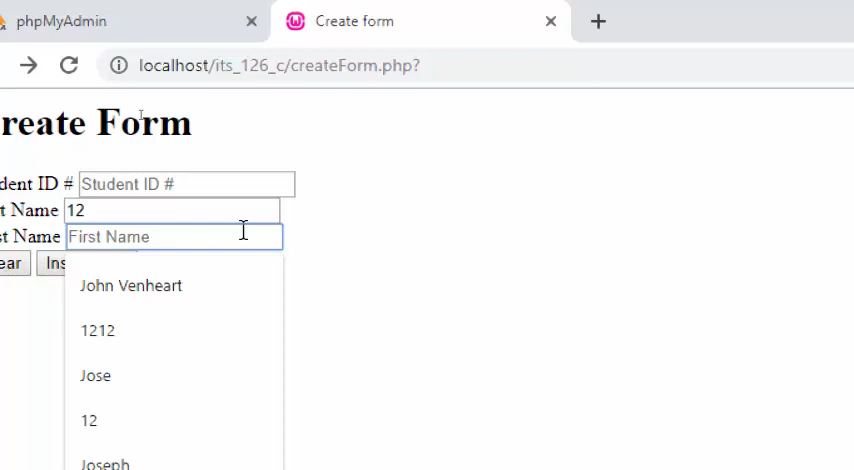 phpMyAdmin Create form
localhost/its_126_c/createForm.php?
reate Form
dent ID # Student ID #
t Name 12
st Name First Name
ear Ins
John Venheart
1212
Jose
12
Joseph